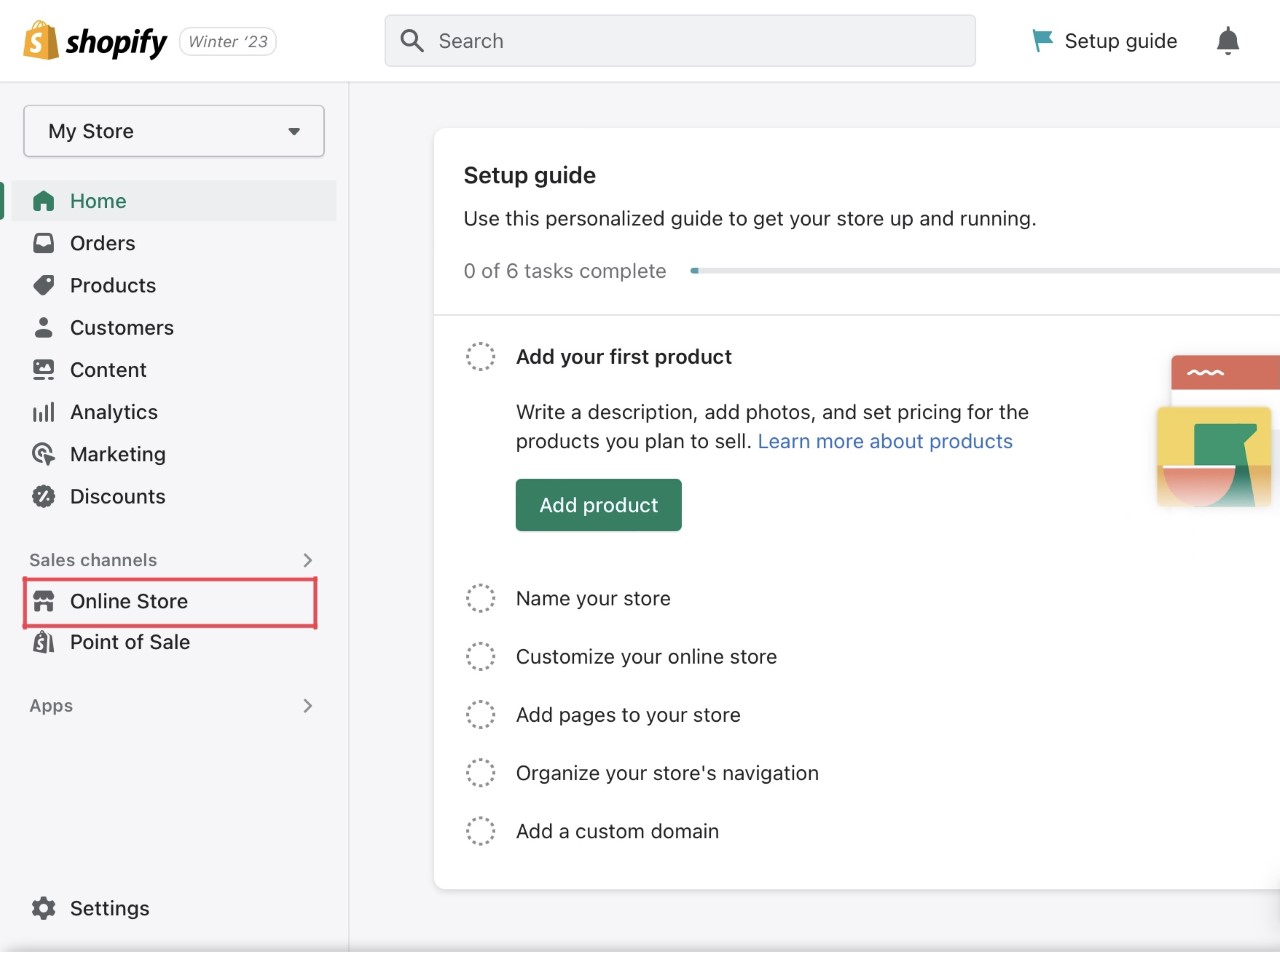 shopify Winter ‘23
Search
Setup guide
My Store
Home
Orders
Products
Customers
Content
Analytics
Marketing
Discounts
Sales channels
Online Store
Point of Sale
Apps
Settings
Setup guide
Use this personalized guide to get your store up and running.
0 of 6 tasks complete
Add your first product
Write a description, add photos, and set pricing for the
products you plan to sell. Learn more about products
Add product
Name your store
Customize your online store
Add pages to your store
Organize your store's navigation
Add a custom domain